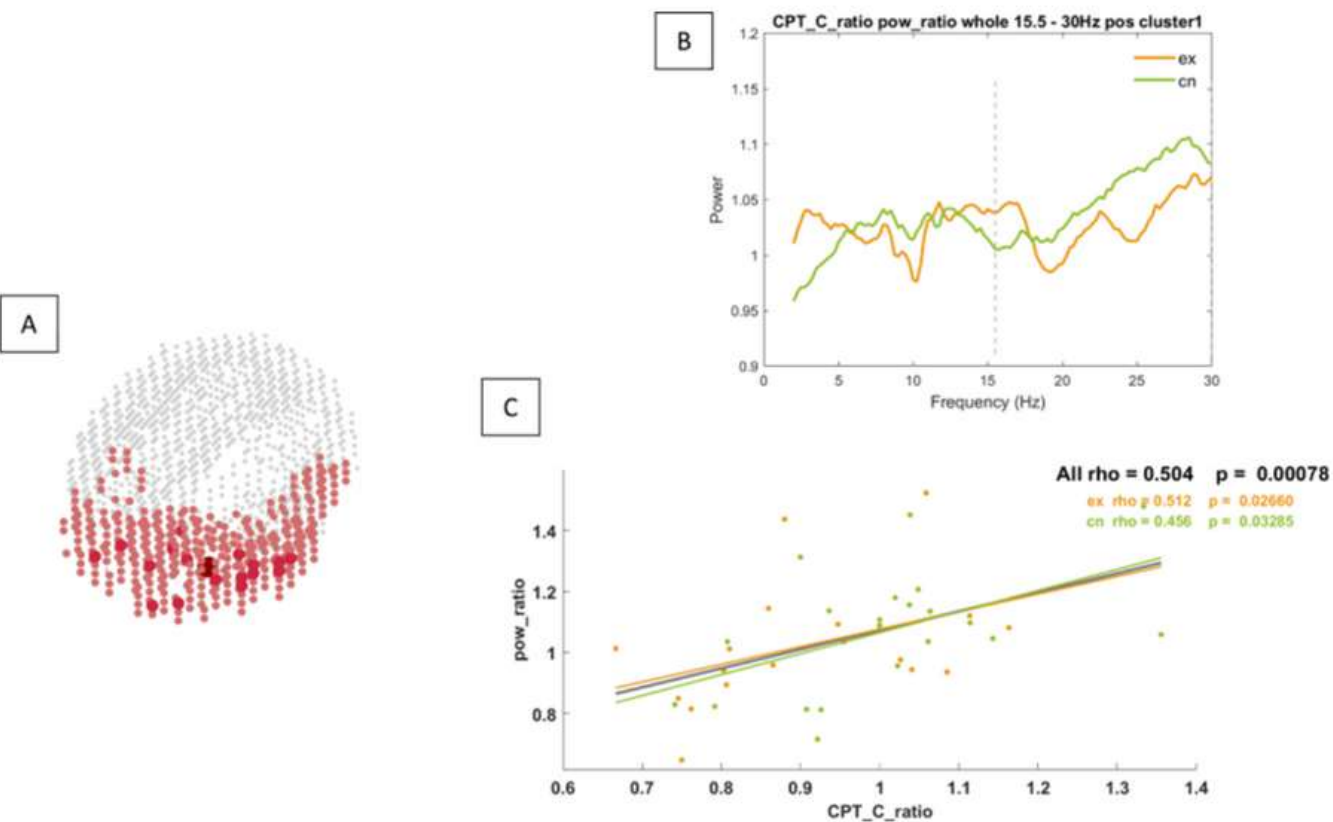 A
B
CPT_C_ratio pow_ratio whole 15.5 - 30Hz pos cluster1
1.2
1.15
1.1
1.05
1
0.95
0.9
Power
ex
cn
0 5 10 15 20 25 30
Frequency (Hz)
C
All rho = 0.504 p = 0.00078
ex rho = 0.512 p = 0.02660
cn rho = 0.456 p = 0.03285
1.4
1.2
1
0.8
pow_ratio
0.6 0.7 0.8 0.9 1 1.1 1.2 1.3 1.4
CPT_C_ratio